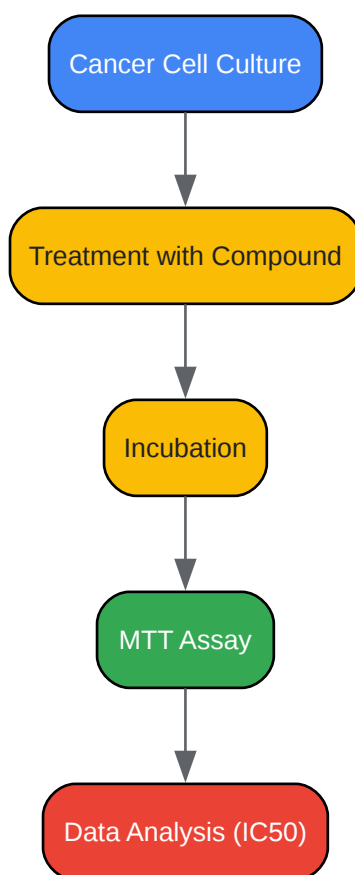 Cancer Cell Culture
Treatment with Compound
Incubation
MTT Assay
Data Analysis (IC50)